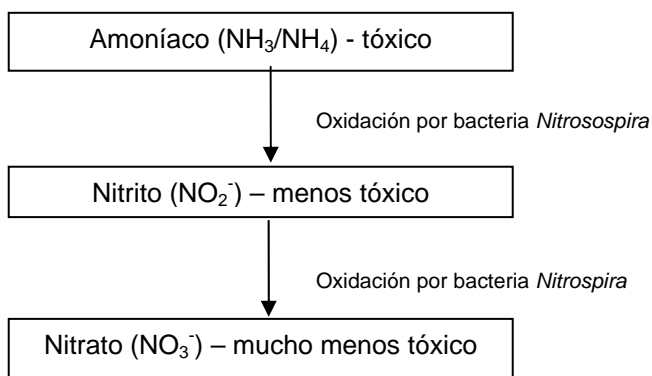 Amoníaco (NH₃/NH₄) - tóxico
Oxidación por bacteria Nitrosospira
Nitrito (NO₂⁻) – menos tóxico
Oxidación por bacteria Nitrospira
Nitrato (NO₃⁻) – mucho menos tóxico